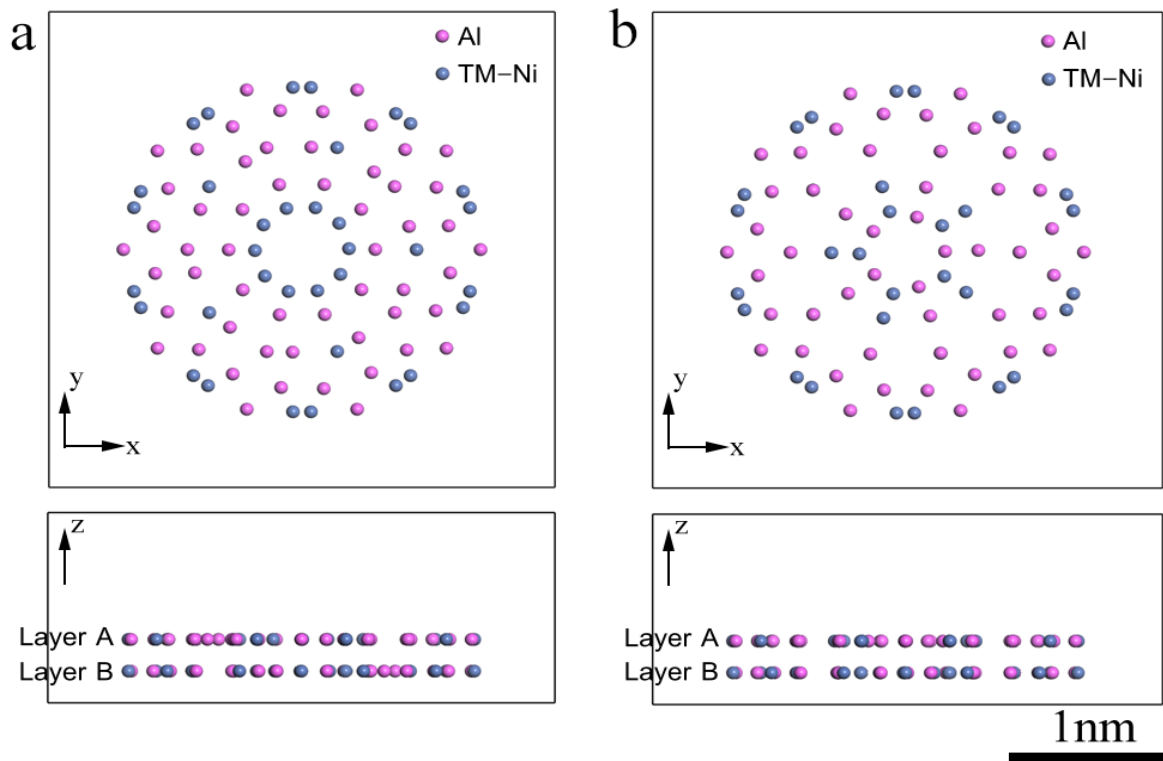 a
Al
TM–Ni
y
x
z
Layer A
Layer B
b
Al
TM–Ni
y
x
z
Layer A
Layer B
1nm